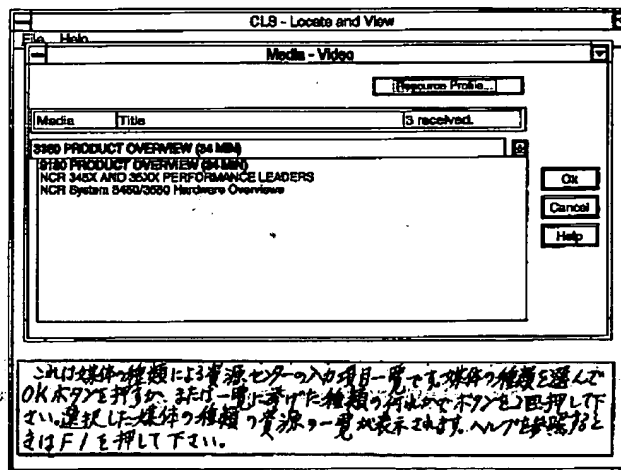 CLS - Locate and View
File Help
Media - Video
Resource Profile...
Media Title 3 received.
3360 PRODUCT OVERVIEW (34 MIN)
3180 PRODUCT OVERVIEW (34 MIN)
NCR 345X AND 35XX PERFORMANCE LEADERS
NCR System 3450/3550 Hardware Overviews
OK
Cancel
Help
これは媒体の種類による資源センターの入力項目一覧です。媒体の種類を選んで
OKボタンを押すか、または一覧に挙げた種類の何れかでボタンを2回押して下
さい。選択した媒体の種類の資源の一覧が表示されます。ヘルプを参照すると
きはF1を押して下さい。